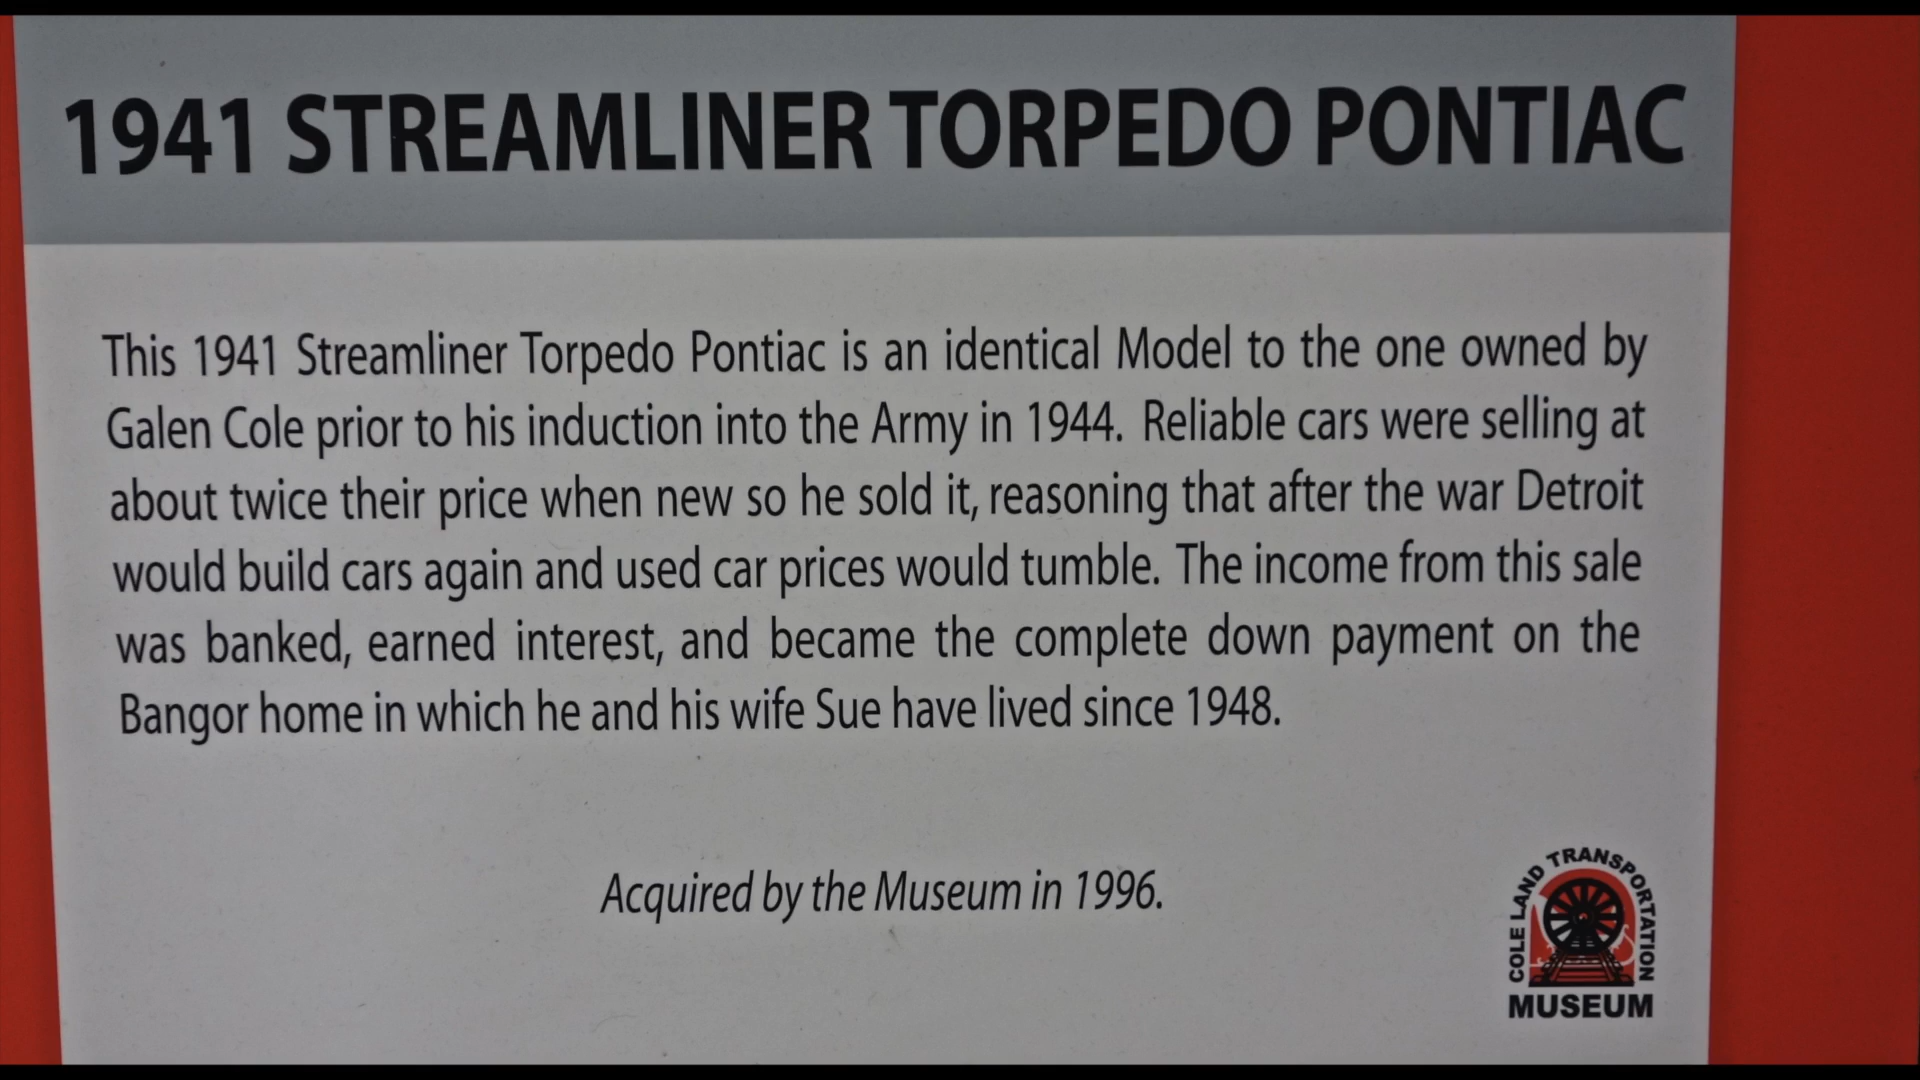 1941 STREAMLINER TORPEDO PONTIAC
This 1941 Streamliner Torpedo Pontiac is an identical Model to the one owned by
Galen Cole prior to his induction into the Army in 1944. Reliable cars were selling at
about twice their price when new so he sold it, reasoning that after the war Detroit
would build cars again and used car prices would tumble. The income from this sale
was banked, earned interest, and became the complete down payment on the
Bangor home in which he and his wife Sue have lived since 1948.
Acquired by the Museum in 1996.
COLE LAND TRANSPORTATION
MUSEUM